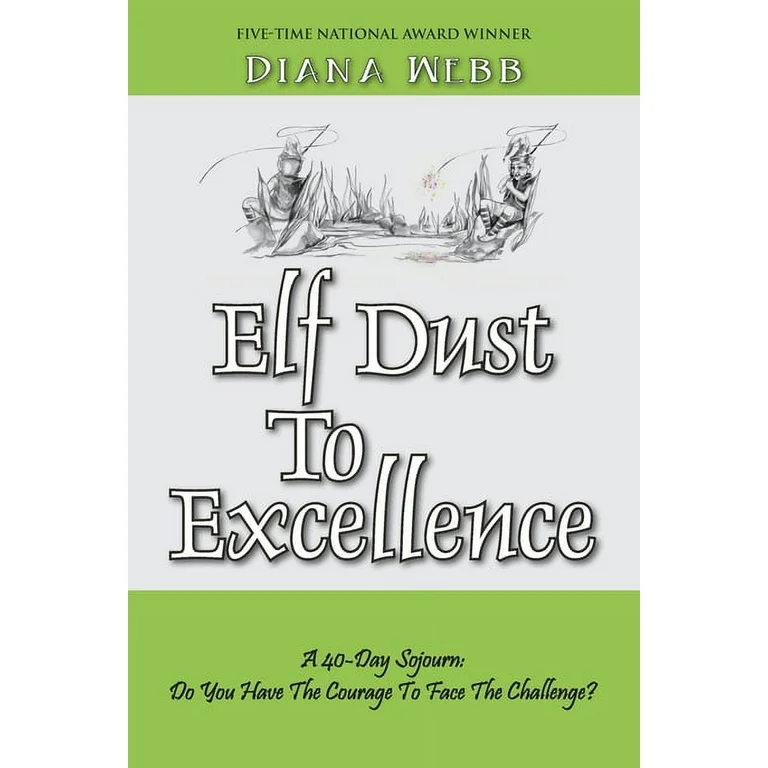 FIVE-TIME NATIONAL AWARD WINNER
DIANA WEBB
Elf Dust
To
Excellence
A 40-Day Sojourn:
Do You Have The Courage To Face The Challenge?